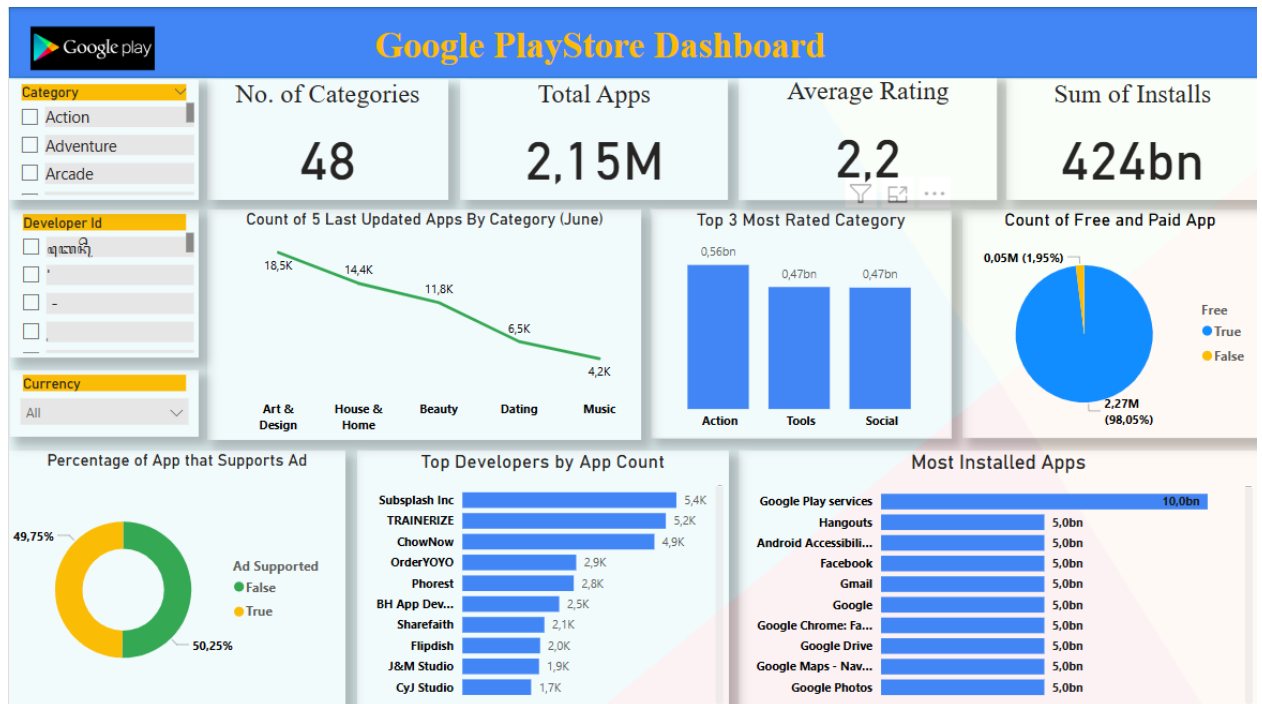 Google play
Google PlayStore Dashboard
Category
Action
Adventure
Arcade
No. of Categories
48
Total Apps
2,15M
Average Rating
2,2
Sum of Installs
424bn
Developer Id
'
-
Currency
All
Count of 5 Last Updated Apps By Category (June)
18,5K
14,4K
11,8K
6,5K
4,2K
Art &
Design
House &
Home
Beauty
Dating
Music
Top 3 Most Rated Category
0,56bn
0,47bn
0,47bn
Action
Tools
Social
Count of Free and Paid App
0,05M (1,95%)
2,27M
(98,05%)
Free
True
False
Percentage of App that Supports Ad
49,75%
50,25%
Ad Supported
False
True
Top Developers by App Count
Subsplash Inc 5,4K
TRAINERIZE 5,2K
ChowNow 4,9K
OrderYOYO 2,9K
Phorest 2,8K
BH App Dev... 2,5K
Sharefaith 2,1K
Flipdish 2,0K
J&M Studio 1,9K
CyJ Studio 1,7K
Most Installed Apps
Google Play services 10,0bn
Hangouts 5,0bn
Android Accessibili... 5,0bn
Facebook 5,0bn
Gmail 5,0bn
Google 5,0bn
Google Chrome: Fa... 5,0bn
Google Drive 5,0bn
Google Maps - Nav... 5,0bn
Google Photos 5,0bn